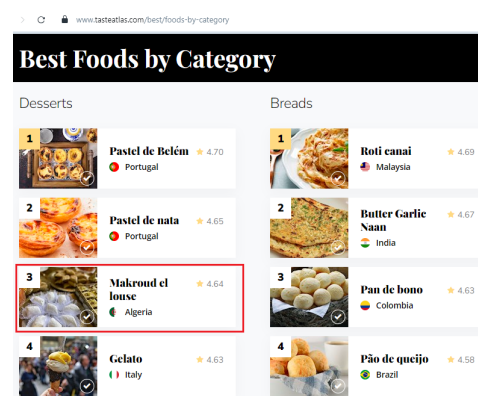 www.tasteatlas.com/best/foods-by-category
Best Foods by Category
Desserts
1
Pastel de Belém
4.70
Portugal
2
Pastel de nata
4.65
Portugal
3
Makroud el
louse
4.64
Algeria
4
Gelato
4.63
Italy
Breads
1
Roti canai
4.69
Malaysia
2
Butter Garlic
Naan
4.67
India
3
Pan de bono
4.63
Colombia
4
Pão de queijo
4.58
Brazil